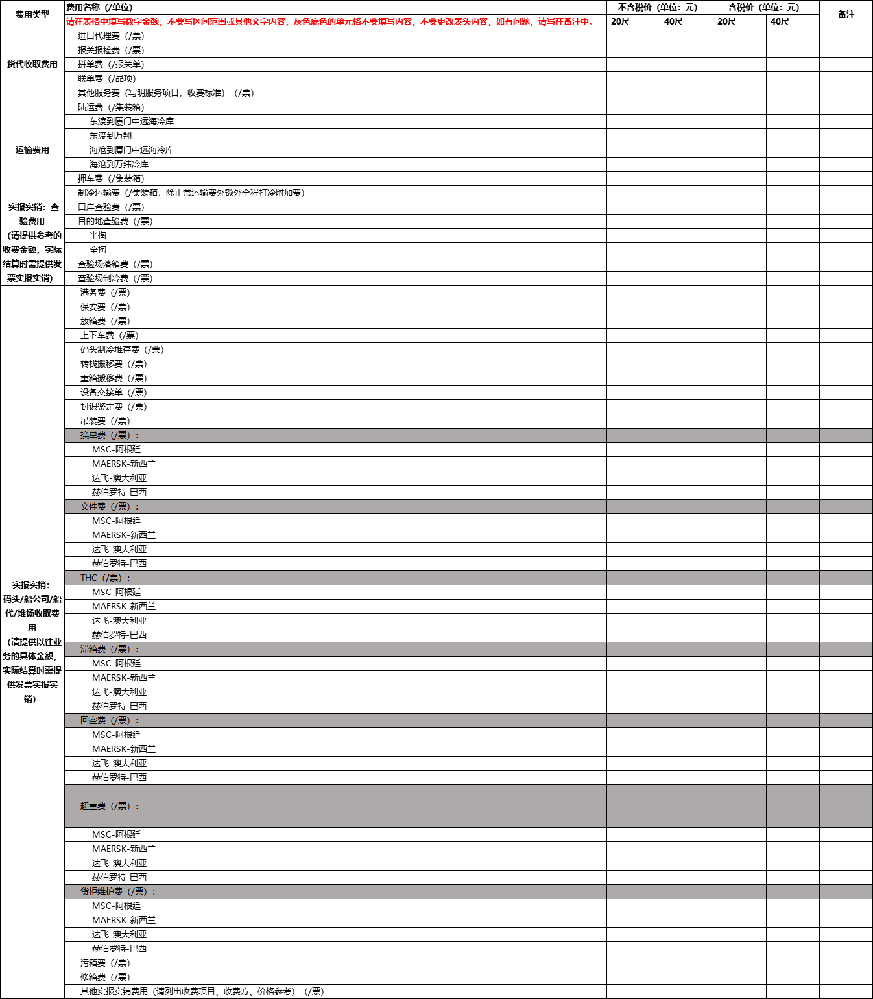 费用类型
费用名称（/单位）
不含税价（单位：元）
含税价（单位：元）
备注
请在表格中填写数字金额，不要写区间范围或其他文字内容，灰色底色的单元格不要填写内容，不要更改表头内容，如有问题，请写在备注中。
20尺
40尺
20尺
40尺
货代收取费用
进口代理费（/票）
报关报检费（/票）
拼单费（/报关单）
联单费（/品项）
其他服务费（写明服务项目，收费标准）（/票）
运输费用
陆运费（/集装箱）
东渡到厦门中远海冷库
东渡到万翔
海沧到厦门中远海冷库
海沧到万纬冷库
押车费（/集装箱）
制冷运输费（/集装箱，除正常运输费外额外全程打冷附加费）
实报实销：查
验费用
（请提供参考的
收费金额，实际
结算时需提供发
票实报实销）
口岸查验费（/票）
目的地查验费（/票）
半掏
全掏
查验场落箱费（/票）
查验场制冷费（/票）
实报实销：
码头/船公司/船
代/堆场收取费
用
（请提供以往业
务的具体金额，
实际结算时需提
供发票实报实
销）
港务费（/票）
保安费（/票）
放箱费（/票）
上下车费（/票）
码头制冷堆存费（/票）
转栈搬移费（/票）
重箱搬移费（/票）
设备交接单（/票）
封识鉴定费（/票）
吊装费（/票）
换单费（/票）:
MSC-阿根廷
MAERSK-新西兰
达飞-澳大利亚
赫伯罗特-巴西
文件费（/票）:
MSC-阿根廷
MAERSK-新西兰
达飞-澳大利亚
赫伯罗特-巴西
THC（/票）:
MSC-阿根廷
MAERSK-新西兰
达飞-澳大利亚
赫伯罗特-巴西
滞箱费（/票）:
MSC-阿根廷
MAERSK-新西兰
达飞-澳大利亚
赫伯罗特-巴西
回空费（/票）:
MSC-阿根廷
MAERSK-新西兰
达飞-澳大利亚
赫伯罗特-巴西
超重费（/票）:
MSC-阿根廷
MAERSK-新西兰
达飞-澳大利亚
赫伯罗特-巴西
货柜维护费（/票）:
MSC-阿根廷
MAERSK-新西兰
达飞-澳大利亚
赫伯罗特-巴西
污箱费（/票）
修箱费（/票）
其他实报实销费用（请列出收费项目、收费方、价格参考）（/票）